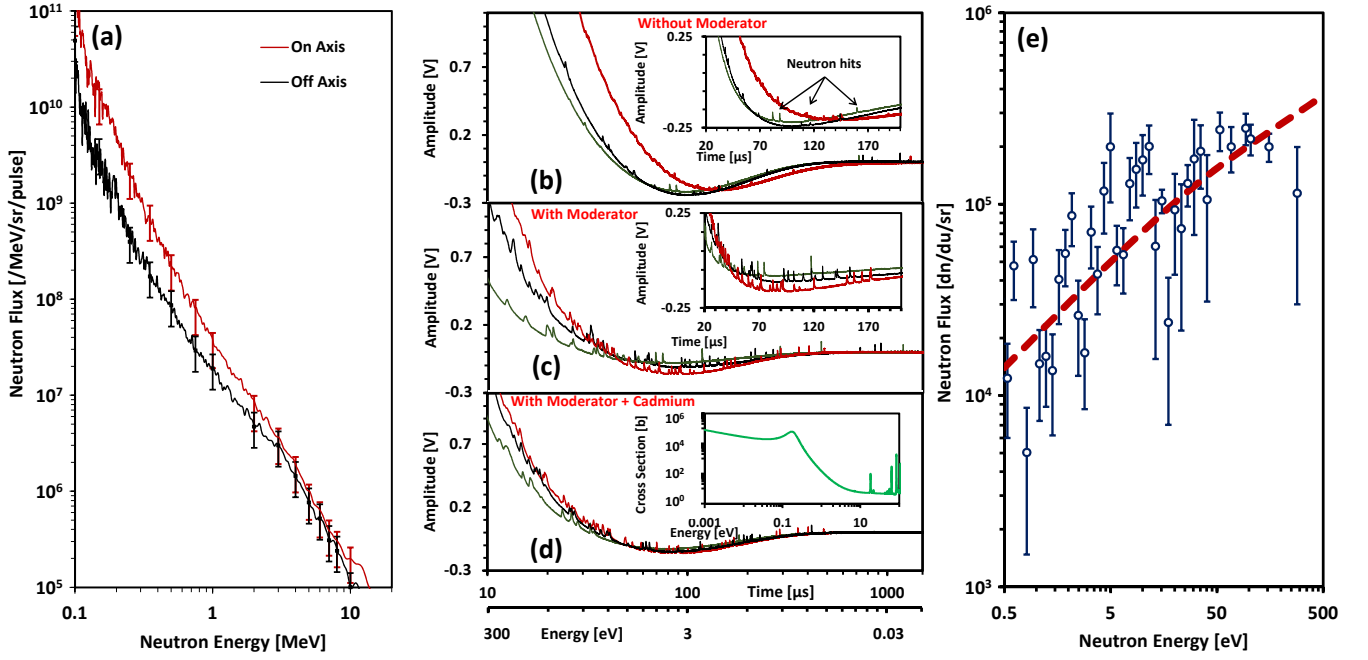 (a)
On Axis
Off Axis
Neutron Flux [/MeV/sr/pulse]
10¹¹
10¹⁰
10⁹
10⁸
10⁷
10⁶
10⁵
0.1
1
10
Neutron Energy [MeV]
Without Moderator
(b)
Amplitude [V]
0.7
0.2
-0.3
Neutron hits
Amplitude [V]
0.25
-0.25
20 70 120 170
Time [µs]
With Moderator
(c)
Amplitude [V]
0.7
0.2
-0.3
Amplitude [V]
0.25
-0.25
20 70 120 170
Time [µs]
With Moderator + Cadmium
(d)
Amplitude [V]
0.7
0.2
-0.3
Cross Section [b]
10⁶
10⁴
10²
10⁰
0.001 0.1 10
Energy [eV]
10 100 Time [µs] 1000
300 Energy [eV] 3 0.03
(e)
Neutron Flux [dn/du/sr]
10⁶
10⁵
10⁴
10³
0.5 5 50 500
Neutron Energy [eV]